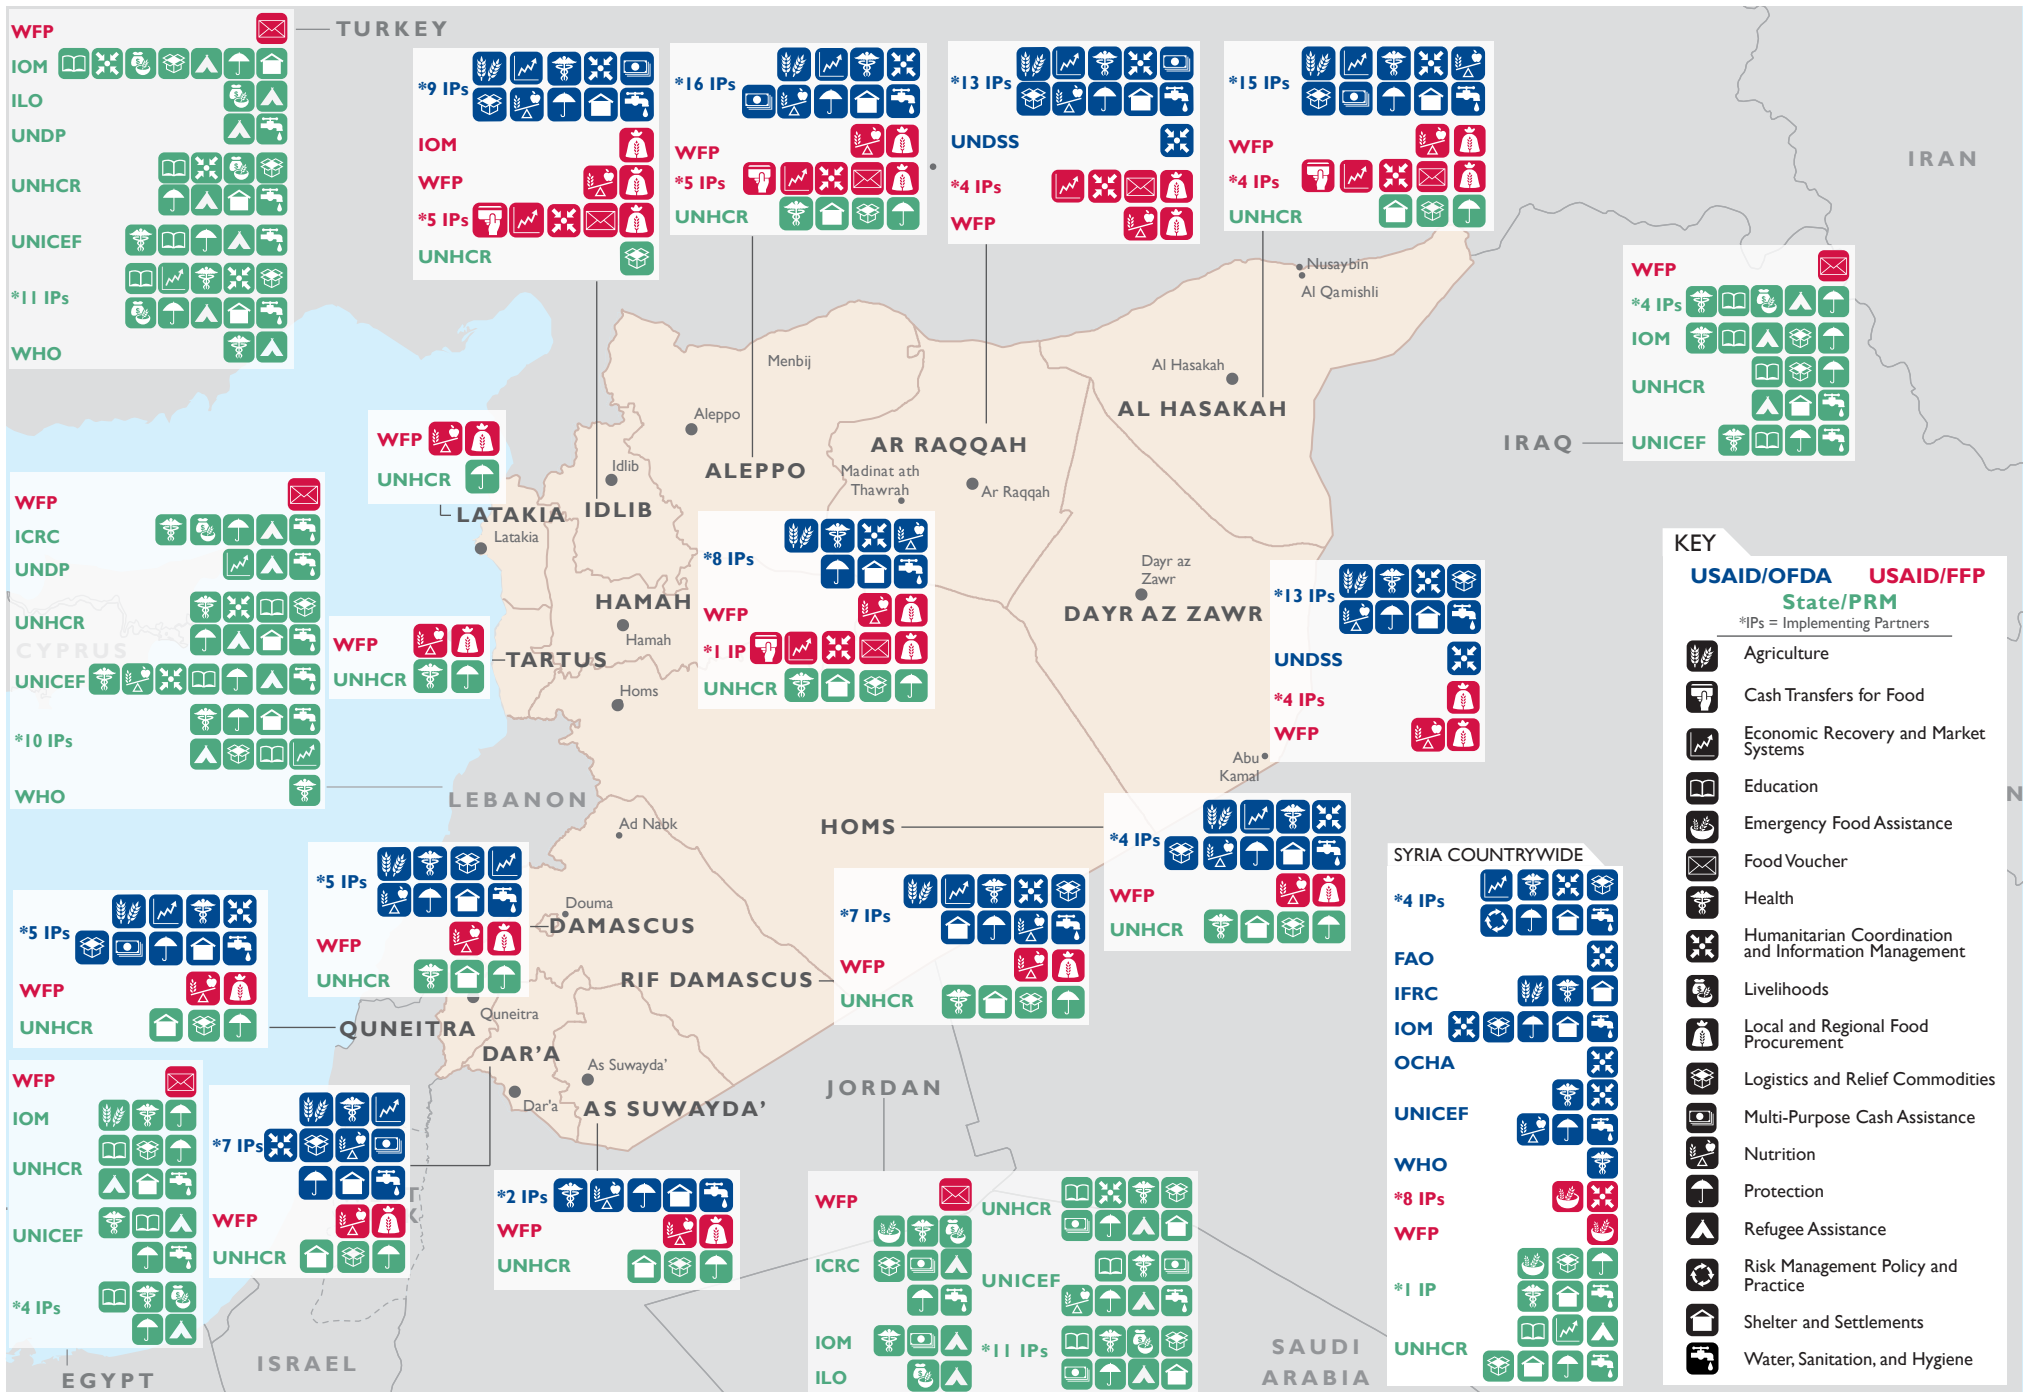 WFP
TURKEY
IOM
ILO
UNDP
UNHCR
UNICEF
*11 IPs
WHO
*9 IPs
IOM
WFP
*5 IPs
UNHCR
*16 IPs
WFP
*5 IPs
UNHCR
*13 IPs
UNDSS
*4 IPs
WFP
*15 IPs
WFP
*4 IPs
UNHCR
IRAN
WFP
*4 IPs
IOM
UNHCR
UNICEF
IRAQ
Nusaybin
Al Qamishli
Menbij
Al Hasakah
AL HASAKAH
Aleppo
ALEPPO
AR RAQQAH
Madinat ath
Thawrah
Ar Raqqah
Idlib
IDLIB
WFP
UNHCR
LATAKIA
Latakia
WFP
ICRC
UNDP
UNHCR
CYPRUS
UNICEF
*10 IPs
WHO
LEBANON
WFP
UNHCR
TARTUS
HAMAH
Hamah
Homs
*8 IPs
WFP
*1 IP
UNHCR
Dayr az
Zawr
DAYR AZ ZAWR
*13 IPs
UNDSS
*4 IPs
WFP
Abu
Kamal
HOMS
*4 IPs
WFP
UNHCR
Ad Nabk
*5 IPs
WFP
UNHCR
Douma
DAMASCUS
RIF DAMASCUS
*7 IPs
WFP
UNHCR
*5 IPs
WFP
UNHCR
QUNEITRA
Quneitra
DAR'A
Dar'a
As Suwayda'
AS SUWAYDA'
WFP
IOM
UNHCR
UNICEF
*4 IPs
EGYPT
*7 IPs
WFP
UNHCR
ISRAEL
*2 IPs
WFP
UNHCR
JORDAN
WFP
ICRC
IOM
ILO
UNHCR
UNICEF
*11 IPs
SAUDI
ARABIA
SYRIA COUNTRYWIDE
*4 IPs
FAO
IFRC
IOM
OCHA
UNICEF
WHO
*8 IPs
WFP
*1 IP
UNHCR
KEY
USAID/OFDA USAID/FFP
State/PRM
*IPs = Implementing Partners
Agriculture
Cash Transfers for Food
Economic Recovery and Market
Systems
Education
Emergency Food Assistance
Food Voucher
Health
Humanitarian Coordination
and Information Management
Livelihoods
Local and Regional Food
Procurement
Logistics and Relief Commodities
Multi-Purpose Cash Assistance
Nutrition
Protection
Refugee Assistance
Risk Management Policy and
Practice
Shelter and Settlements
Water, Sanitation, and Hygiene